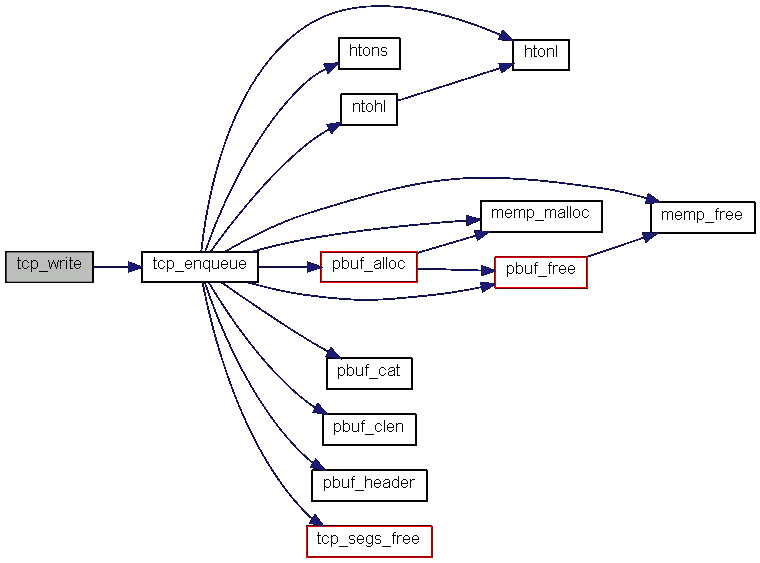 htons
htonl
ntohl
memp_malloc
memp_free
tcp_write
tcp_enqueue
pbuf_alloc
pbuf_free
pbuf_cat
pbuf_clen
pbuf_header
tcp_segs_free